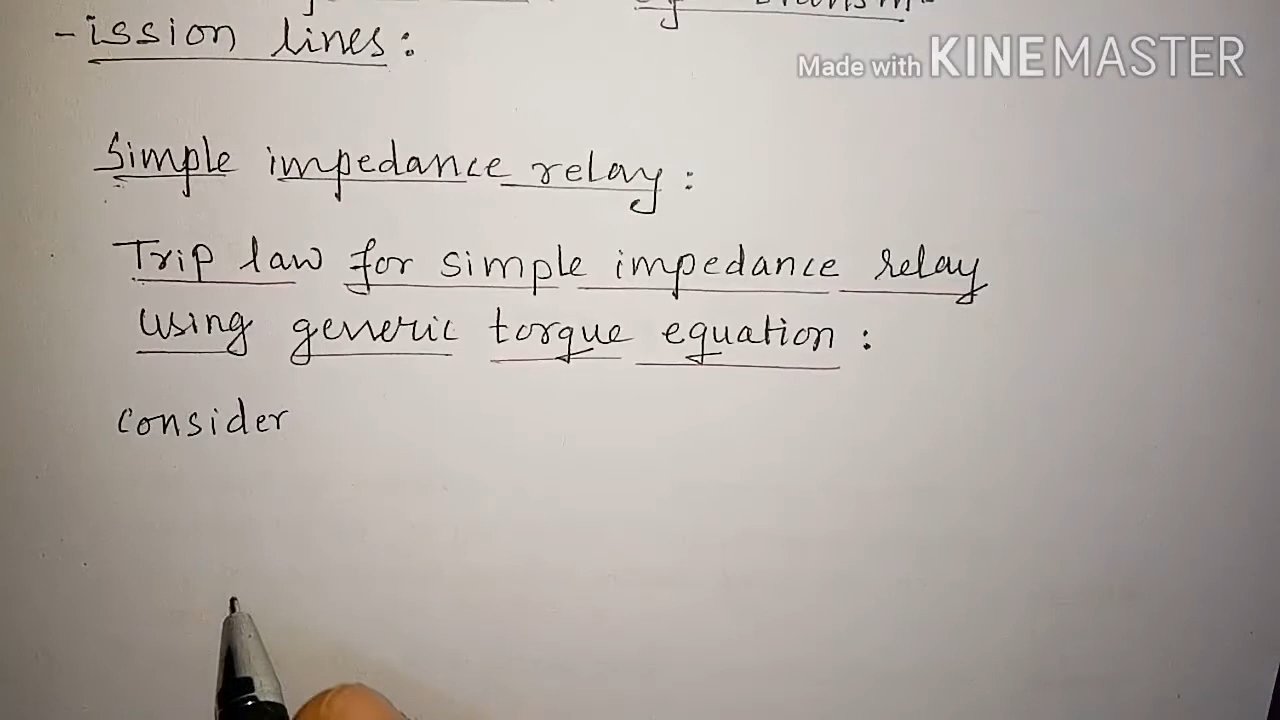 -ission lines:
Made with KINEMASTER
Simple impedance relay:
Trip law for simple impedance relay
using generic torque equation:
consider